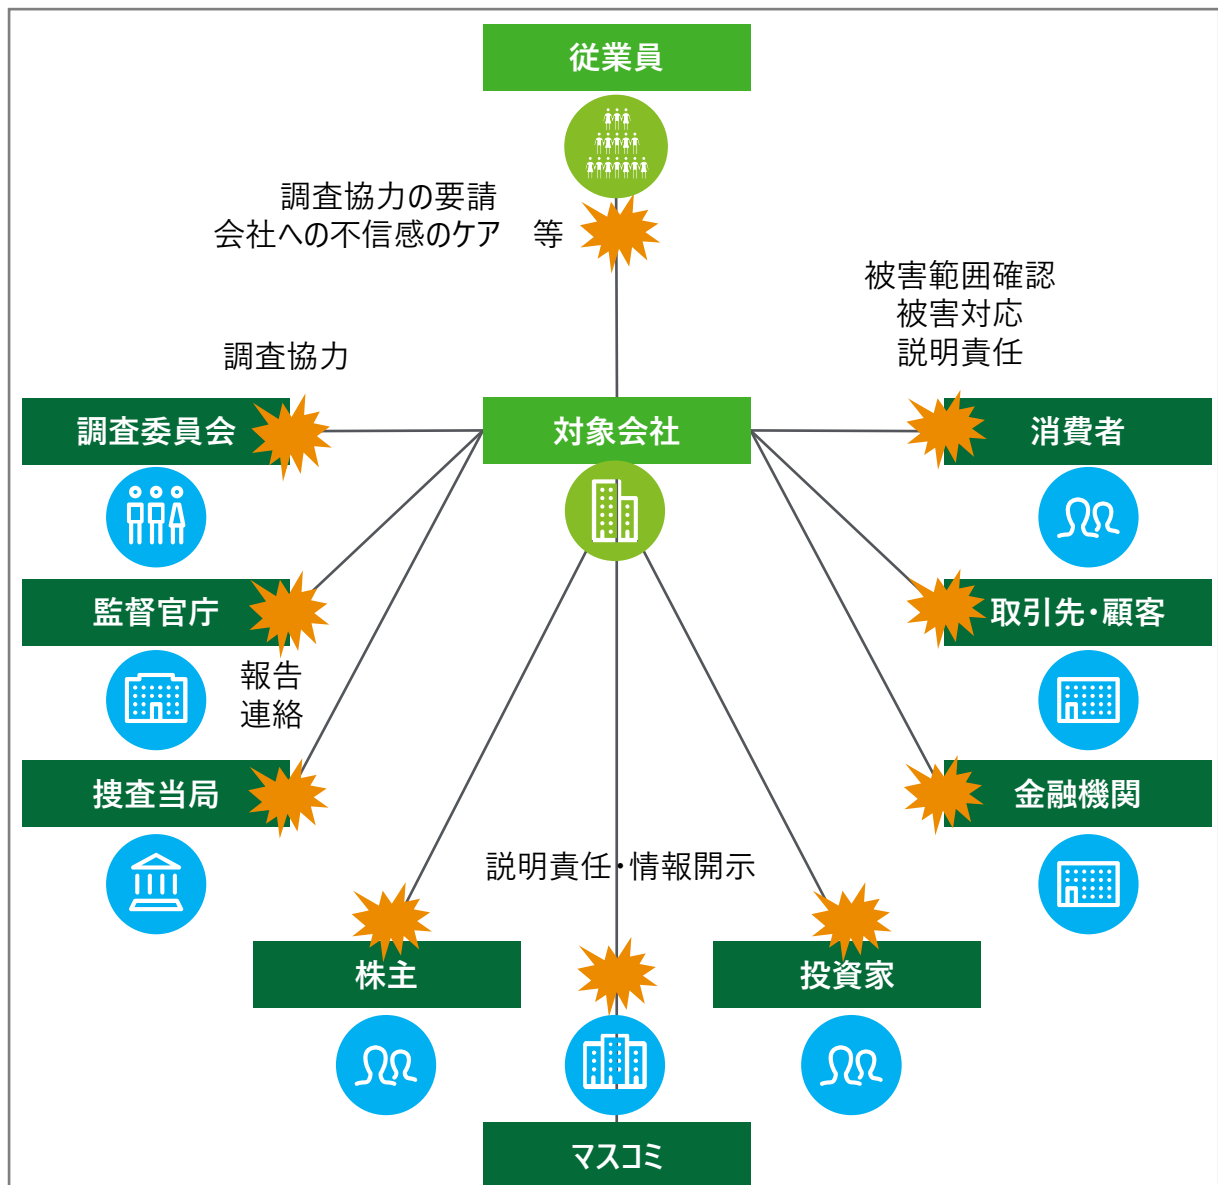 従業員
調査協力の要請
会社への不信感のケア　等
被害範囲確認
被害対応
説明責任
調査協力
調査委員会
対象会社
消費者
監督官庁
取引先・顧客
報告
連絡
捜査当局
金融機関
説明責任・情報開示
株主
投資家
マスコミ